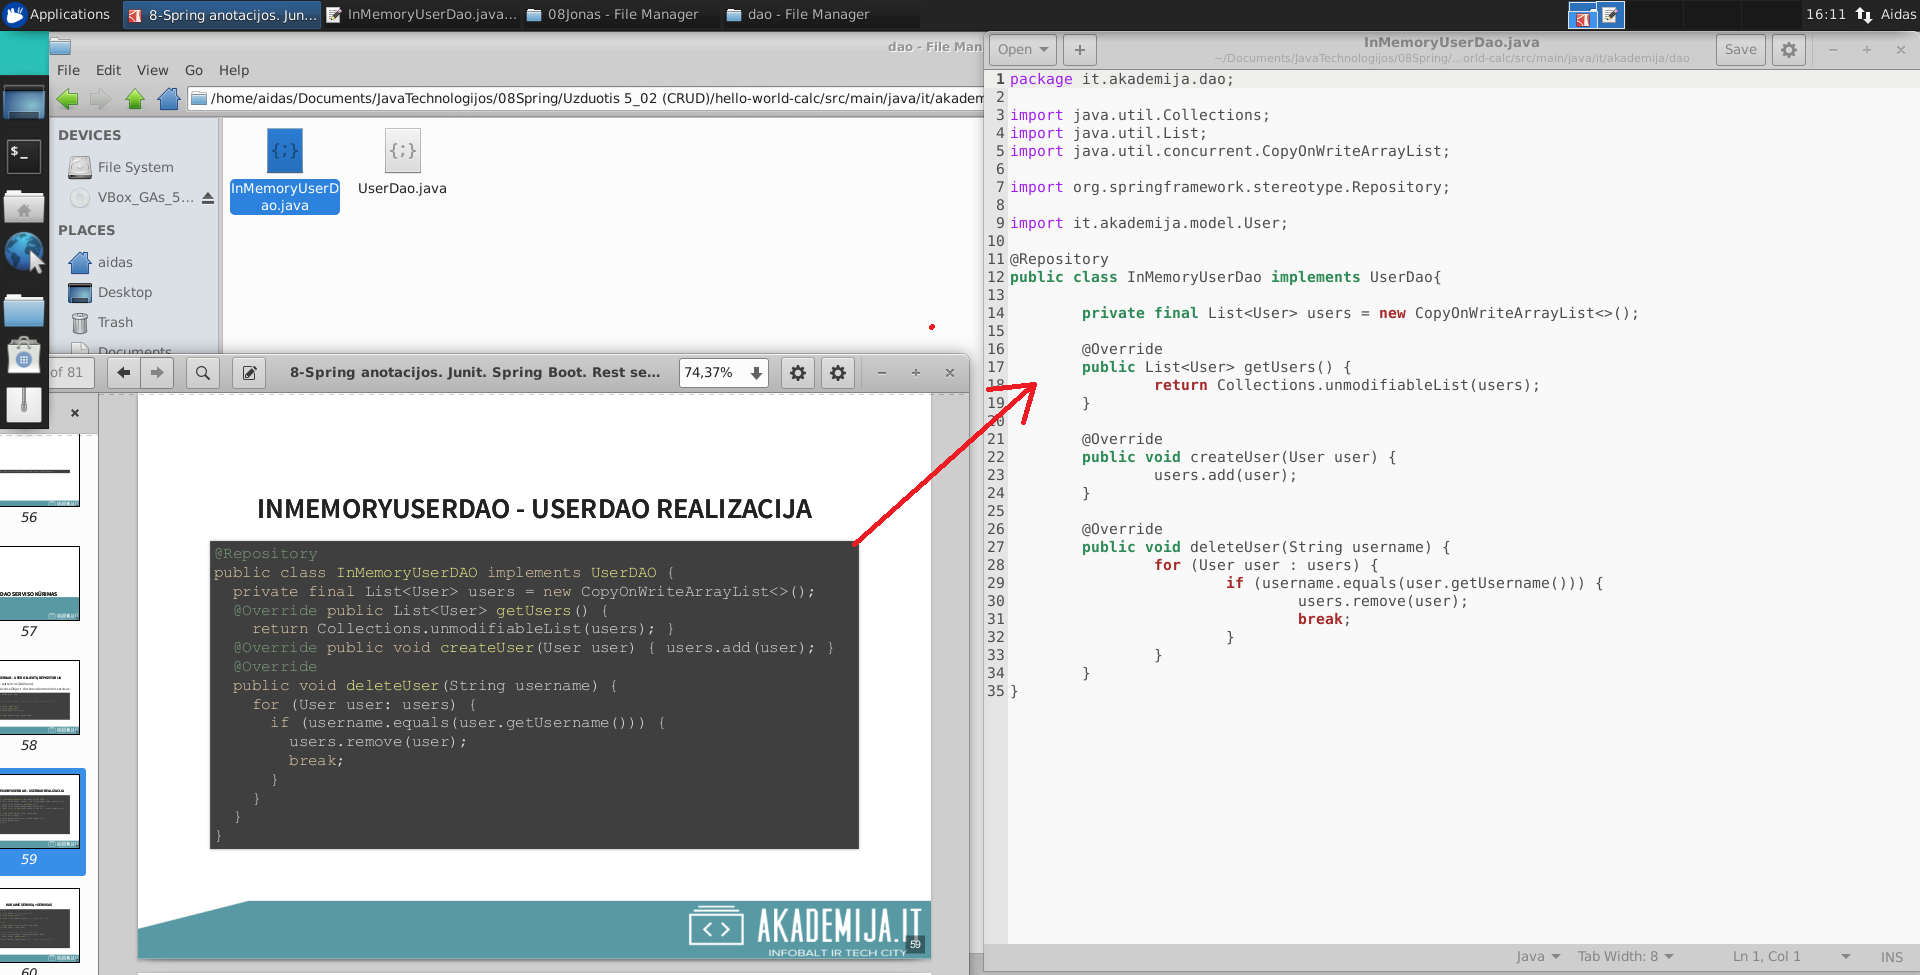 Applications
8-Spring anotacijos. Jun...
InMemoryUserDao.java...
08Jonas - File Manager
dao - File Manager
16:11
Aidas
dao - File Man
File Edit View Go Help
/home/aidas/Documents/JavaTechnologijos/08Spring/Uzduotis 5_02 (CRUD)/hello-world-calc/src/main/java/it/akadem
DEVICES
File System
VBox_GAs_5...
PLACES
aidas
Desktop
Trash
Documents
{;}
InMemoryUserD
ao.java
{;}
UserDao.java
$_
of 81
8-Spring anotacijos. Junit. Spring Boot. Rest se...
74,37%
56
57
58
59
60
INMEMORYUSERDAO - USERDAO REALIZACIJA
@Repository
public class InMemoryUserDAO implements UserDAO {
private final List<User> users = new CopyOnWriteArrayList<>();
@Override public List<User> getUsers() {
return Collections.unmodifiableList(users); }
@Override public void createUser(User user) { users.add(user); }
@Override
public void deleteUser(String username) {
for (User user: users) {
if (username.equals(user.getUsername())) {
users.remove(user);
break;
}
}
}
}
<> AKADEMIJA.IT
INFOBALT IR TECH CITY
59
Open
+
InMemoryUserDao.java
~/Documents/JavaTechnologijos/08Spring/...orld-calc/src/main/java/it/akademija/dao
Save
1 package it.akademija.dao;
2
3 import java.util.Collections;
4 import java.util.List;
5 import java.util.concurrent.CopyOnWriteArrayList;
6
7 import org.springframework.stereotype.Repository;
8
9 import it.akademija.model.User;
10
11 @Repository
12 public class InMemoryUserDao implements UserDao{
13
14 private final List<User> users = new CopyOnWriteArrayList<>();
15
16 @Override
17 public List<User> getUsers() {
18 return Collections.unmodifiableList(users);
19 }
20
21 @Override
22 public void createUser(User user) {
23 users.add(user);
24 }
25
26 @Override
27 public void deleteUser(String username) {
28 for (User user : users) {
29 if (username.equals(user.getUsername())) {
30 users.remove(user);
31 break;
32 }
33 }
34 }
35 }
Java Tab Width: 8 Ln 1, Col 1 INS